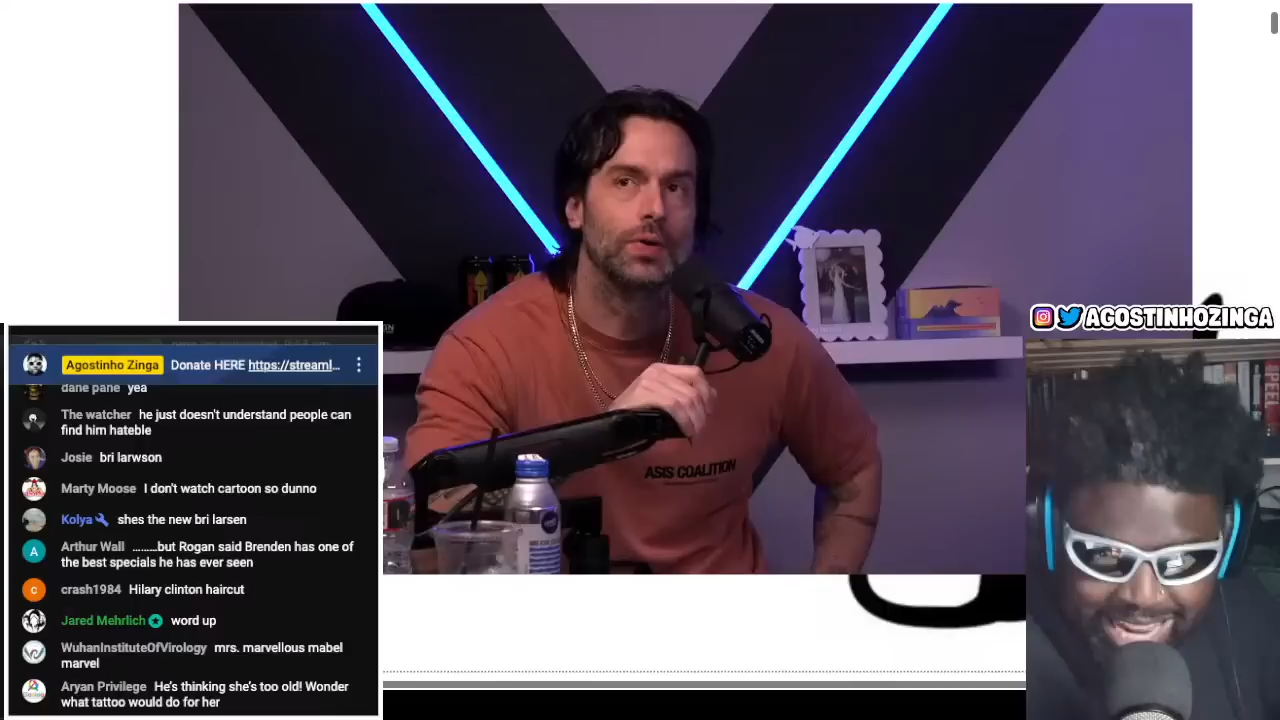 ASIS COALITION
AGOSTINHOZINGA
Agostinho Zinga Donate HERE https://streaml...
dane pane yea
The watcher he just doesn't understand people can
find him hateble
Josie bri larwson
Marty Moose I don't watch cartoon so dunno
Kolya shes the new bri larsen
Arthur Wall .........but Rogan said Brenden has one of
the best specials he has ever seen
crash1984 Hilary clinton haircut
Jared Mehrlich word up
WuhanInstituteOfVirology mrs. marvellous mabel
marvel
Aryan Privilege He's thinking she's too old! Wonder
what tattoo would do for her